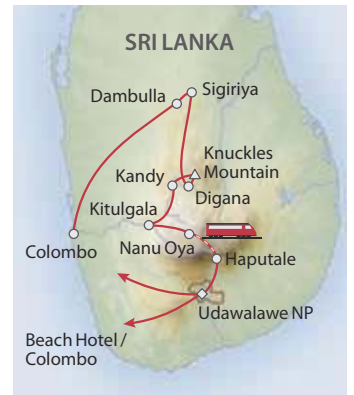 SRI LANKA
Sigiriya
Dambulla
Knuckles
Mountain
Kandy
Digana
Kitulgala
Colombo
Nanu Oya
Haputale
Udawalawe NP
Beach Hotel /
Colombo